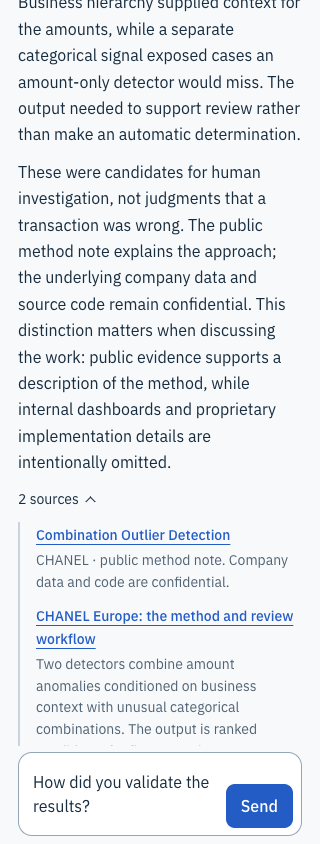 Business hierarchy supplied context for
the amounts, while a separate
categorical signal exposed cases an
amount-only detector would miss. The
output needed to support review rather
than make an automatic determination.
These were candidates for human
investigation, not judgments that a
transaction was wrong. The public
method note explains the approach;
the underlying company data and
source code remain confidential. This
distinction matters when discussing
the work: public evidence supports a
description of the method, while
internal dashboards and proprietary
implementation details are
intentionally omitted.
2 sources
Combination Outlier Detection
CHANEL · public method note. Company
data and code are confidential.
CHANEL Europe: the method and review
workflow
Two detectors combine amount
anomalies conditioned on business
context with unusual categorical
combinations. The output is ranked
How did you validate the
results?
Send